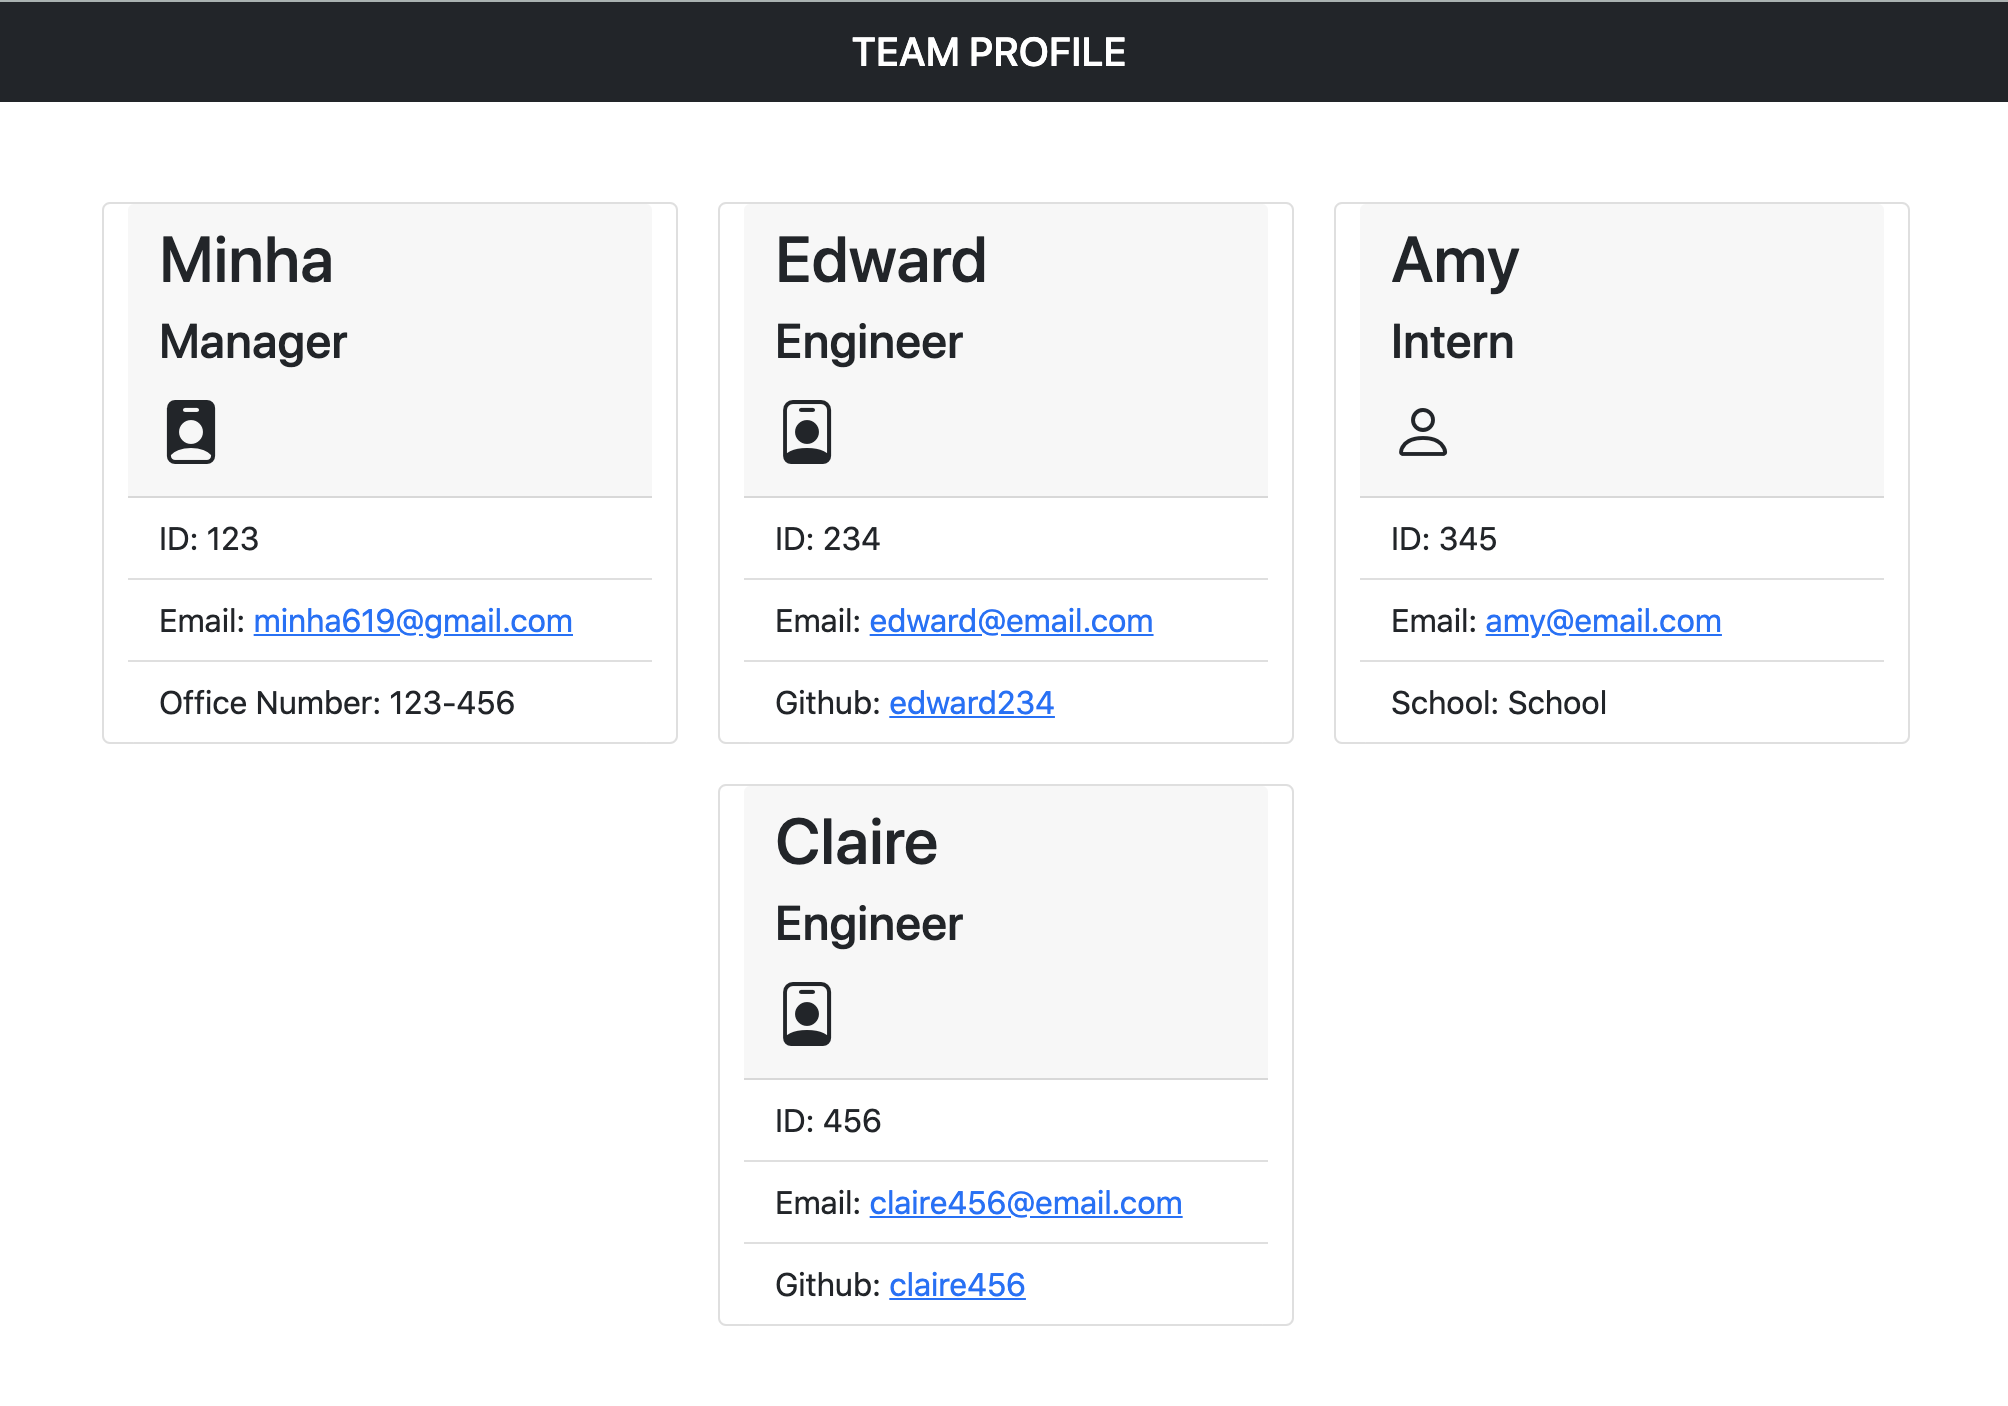 TEAM PROFILE
Minha
Manager
ID: 123
Email: minha619@gmail.com
Office Number: 123-456
Edward
Engineer
ID: 234
Email: edward@email.com
Github: edward234
Amy
Intern
ID: 345
Email: amy@email.com
School: School
Claire
Engineer
ID: 456
Email: claire456@email.com
Github: claire456